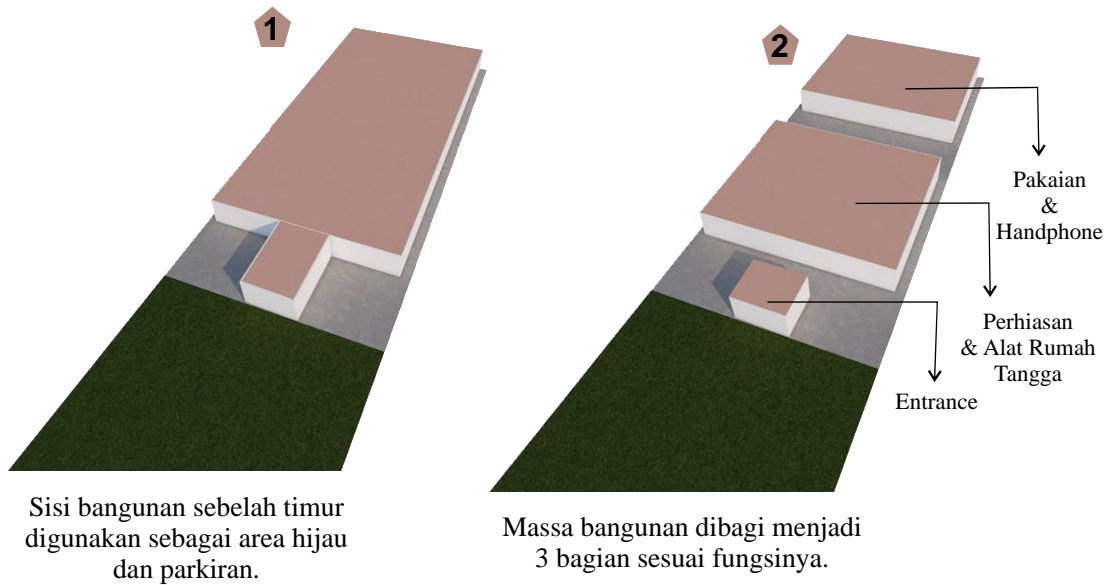 1
2
Pakaian
&
Handphone
Perhiasan
& Alat Rumah
Tangga
Entrance
Sisi bangunan sebelah timur
digunakan sebagai area hijau
dan parkiran.
Massa bangunan dibagi menjadi
3 bagian sesuai fungsinya.